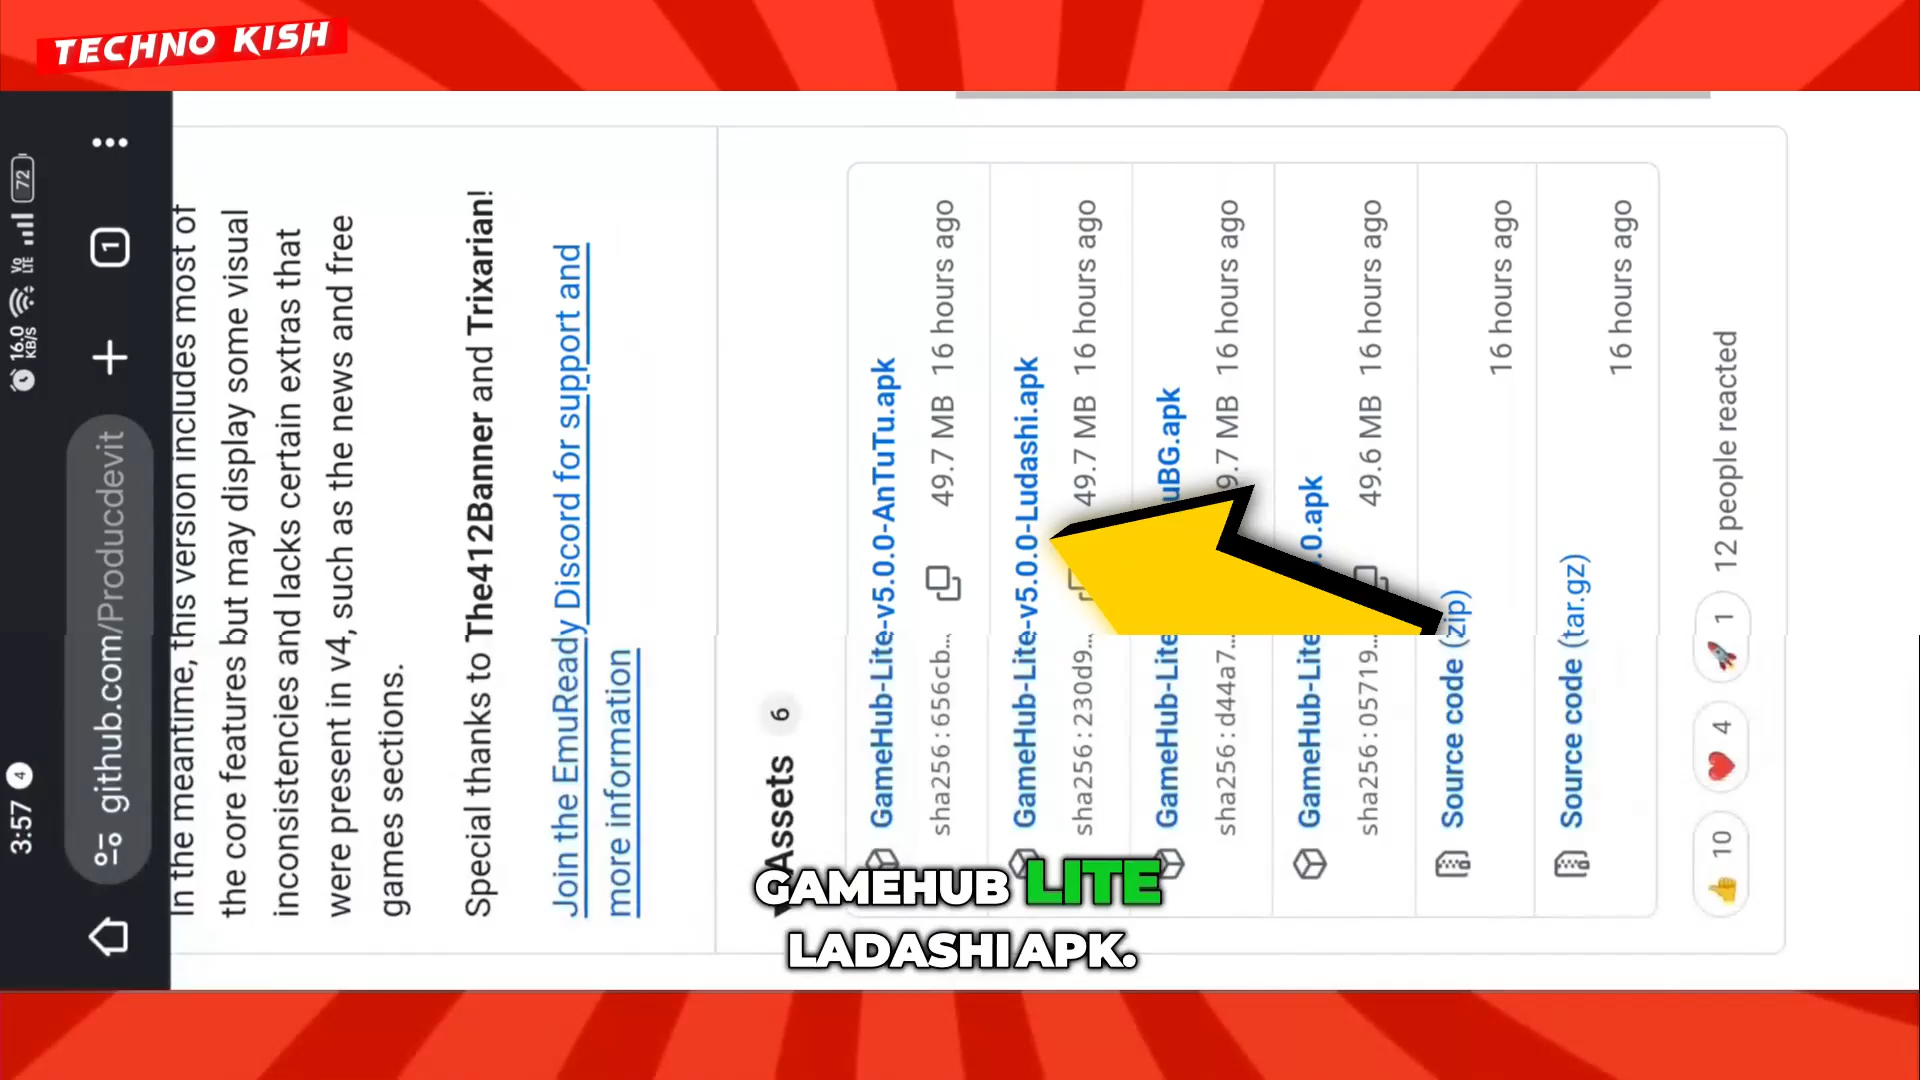 TECHNO KISH
3:57 4
16.0 KB/S
Vo LTE
72
github.com/Producdevit
1
In the meantime, this version includes most of
the core features but may display some visual
inconsistencies and lacks certain extras that
were present in v4, such as the news and free
games sections.
Special thanks to The412Banner and Trixarian!
Join the EmuReady Discord for support and
more information
Assets 6
GameHub-Lite-v5.0.0-AnTuTu.apk
sha256:656cb... 49.7 MB 16 hours ago
GameHub-Lite-v5.0.0-Ludashi.apk
sha256:230d9... 49.7 MB 16 hours ago
GameHub-Lite uBG.apk
sha256:d44a7... 9.7 MB 16 hours ago
GameHub-Lite .0.apk
sha256:05719... 49.6 MB 16 hours ago
Source code (zip)
16 hours ago
Source code (tar.gz)
16 hours ago
10 4 1 12 people reacted
GAMEHUB LITE
LADASHI APK.